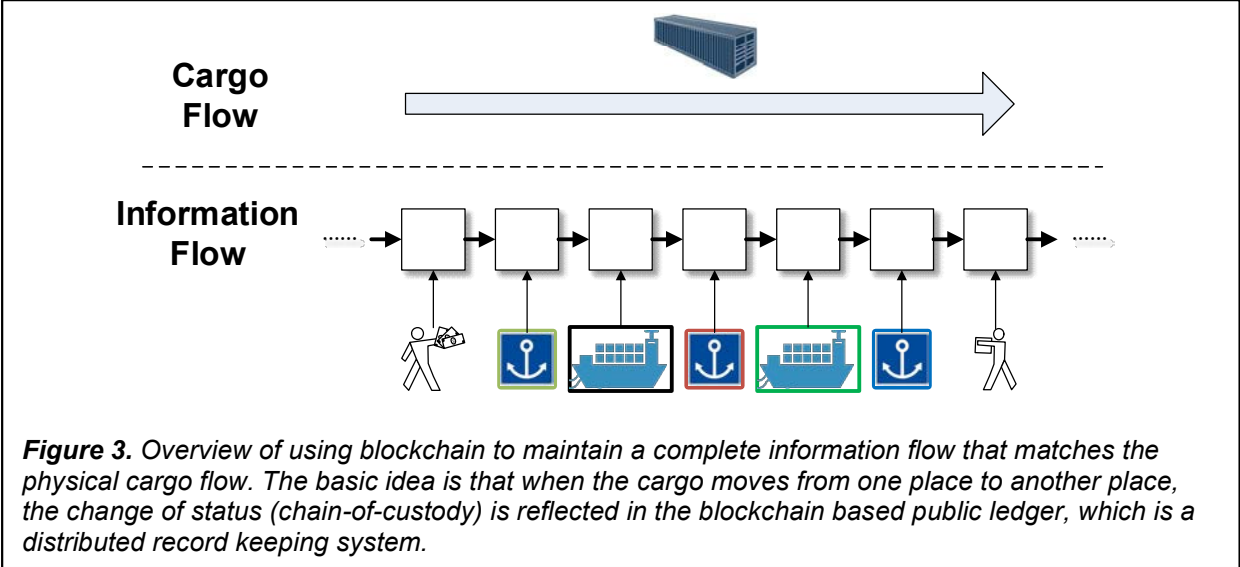 Cargo
Flow
Information
Flow
Figure 3. Overview of using blockchain to maintain a complete information flow that matches the
physical cargo flow. The basic idea is that when the cargo moves from one place to another place,
the change of status (chain-of-custody) is reflected in the blockchain based public ledger, which is a
distributed record keeping system.